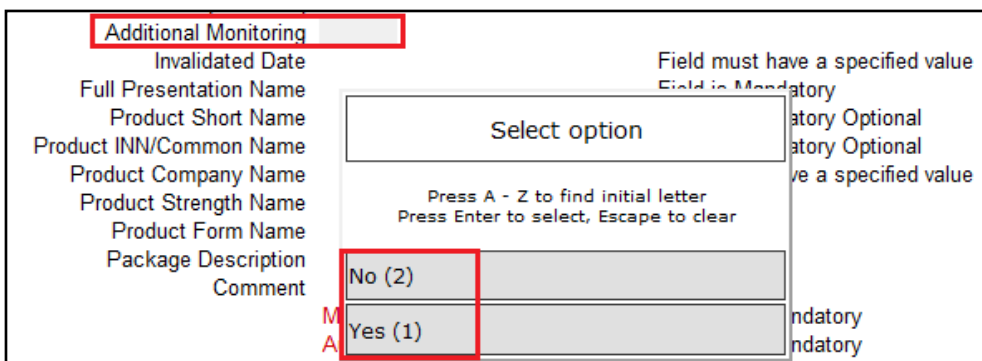 Additional Monitoring
Invalidated Date
Field must have a specified value
Full Presentation Name
Product Short Name
atory Optional
Product INN/Common Name
atory Optional
Product Company Name
ve a specified value
Product Strength Name
Product Form Name
Package Description
Comment
Select option
Press A - Z to find initial letter
Press Enter to select, Escape to clear
No (2)
Yes (1)
M
ndatory
A
ndatory